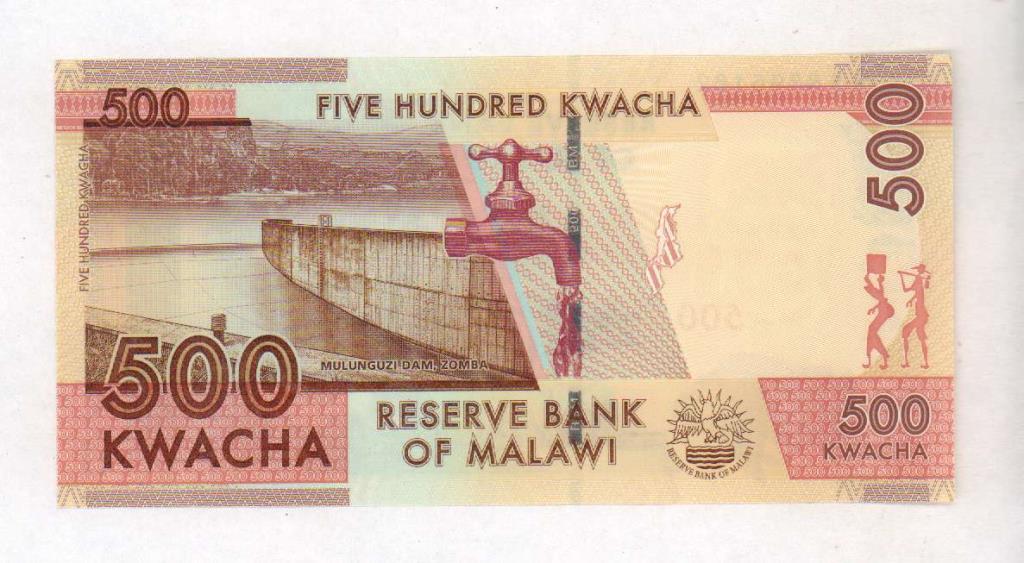 500
FIVE HUNDRED KWACHA
500
FIVE HUNDRED KWACHA
500
MULUNGUZI DAM, ZOMBA
500
KWACHA
RESERVE BANK
OF MALAWI
RESERVE BANK OF MALAWI
500
KWACHA